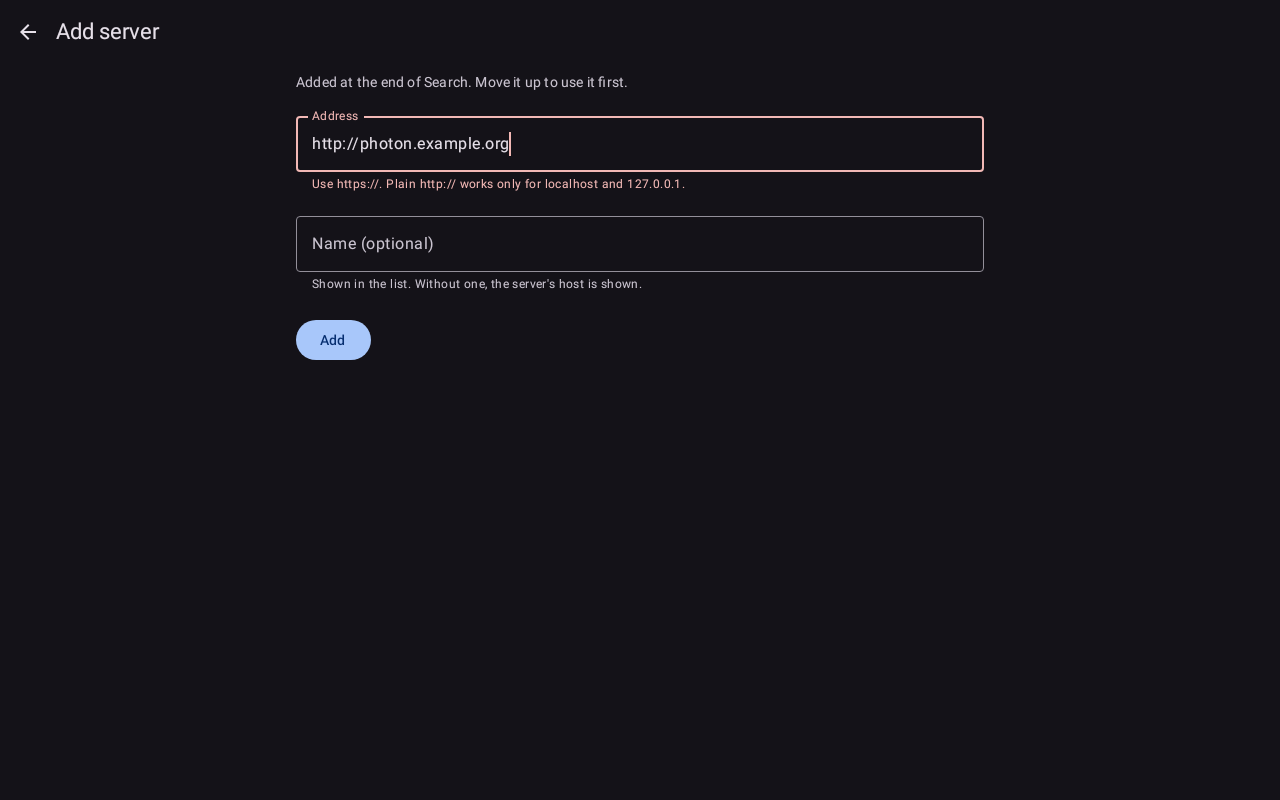 Add server
Added at the end of Search. Move it up to use it first.
Address
http://photon.example.org
Use https://. Plain http:// works only for localhost and 127.0.0.1.
Name (optional)
Shown in the list. Without one, the server's host is shown.
Add